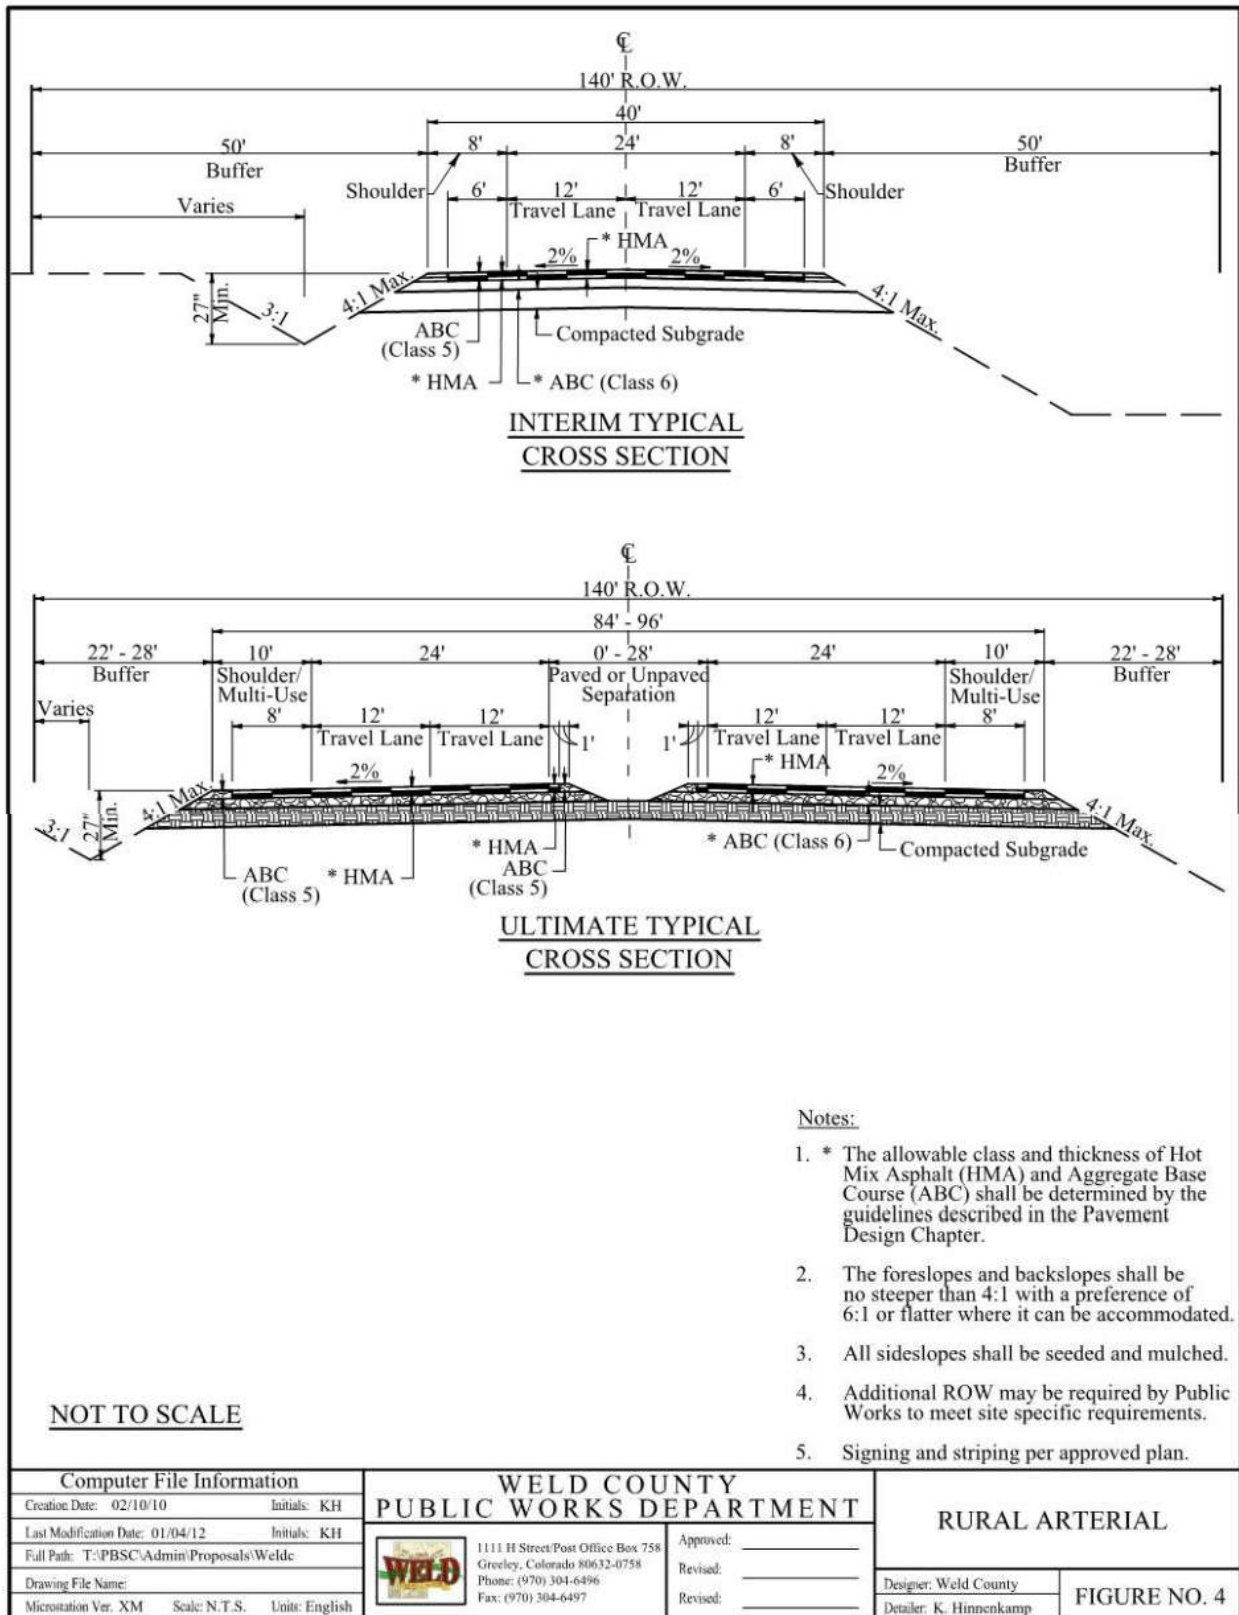 ℄
140' R.O.W.
40'
50'
8'
24'
8'
50'
Buffer
Buffer
Shoulder
6'
12'
12'
6'
Shoulder
Varies
Travel Lane
Travel Lane
* HMA
2%
2%
27"
Min.
3:1
4:1 Max.
4:1 Max.
ABC
(Class 5)
Compacted Subgrade
* HMA
* ABC (Class 6)
INTERIM TYPICAL
CROSS SECTION
℄
140' R.O.W.
84' - 96'
22' - 28'
10'
24'
0' - 28'
24'
10'
22' - 28'
Buffer
Shoulder/
Multi-Use
Paved or Unpaved
Separation
Shoulder/
Multi-Use
Buffer
Varies
8'
12'
12'
1'
1'
12'
12'
8'
Travel Lane
Travel Lane
Travel Lane
Travel Lane
* HMA
2%
2%
3:1
27"
Min.
4:1 Max.
4:1 Max.
ABC
(Class 5)
* HMA
* HMA
ABC
(Class 5)
* ABC (Class 6)
Compacted Subgrade
ULTIMATE TYPICAL
CROSS SECTION
Notes:
1. * The allowable class and thickness of Hot
Mix Asphalt (HMA) and Aggregate Base
Course (ABC) shall be determined by the
guidelines described in the Pavement
Design Chapter.
2. The foreslopes and backslopes shall be
no steeper than 4:1 with a preference of
6:1 or flatter where it can be accommodated.
3. All sideslopes shall be seeded and mulched.
4. Additional ROW may be required by Public
Works to meet site specific requirements.
5. Signing and striping per approved plan.
NOT TO SCALE
Computer File Information
Creation Date: 02/10/10 Initials: KH
Last Modification Date: 01/04/12 Initials: KH
Full Path: T:\PBSC\Admin\Proposals\Weldc
Drawing File Name:
Microstation Ver. XM Scale: N.T.S. Units: English
WELD COUNTY
PUBLIC WORKS DEPARTMENT
WELD
1111 H Street/Post Office Box 758
Greeley, Colorado 80632-0758
Phone: (970) 304-6496
Fax: (970) 304-6497
Approved:
Revised:
Revised:
RURAL ARTERIAL
Designer: Weld County
Detailer: K. Hinnenkamp
FIGURE NO. 4